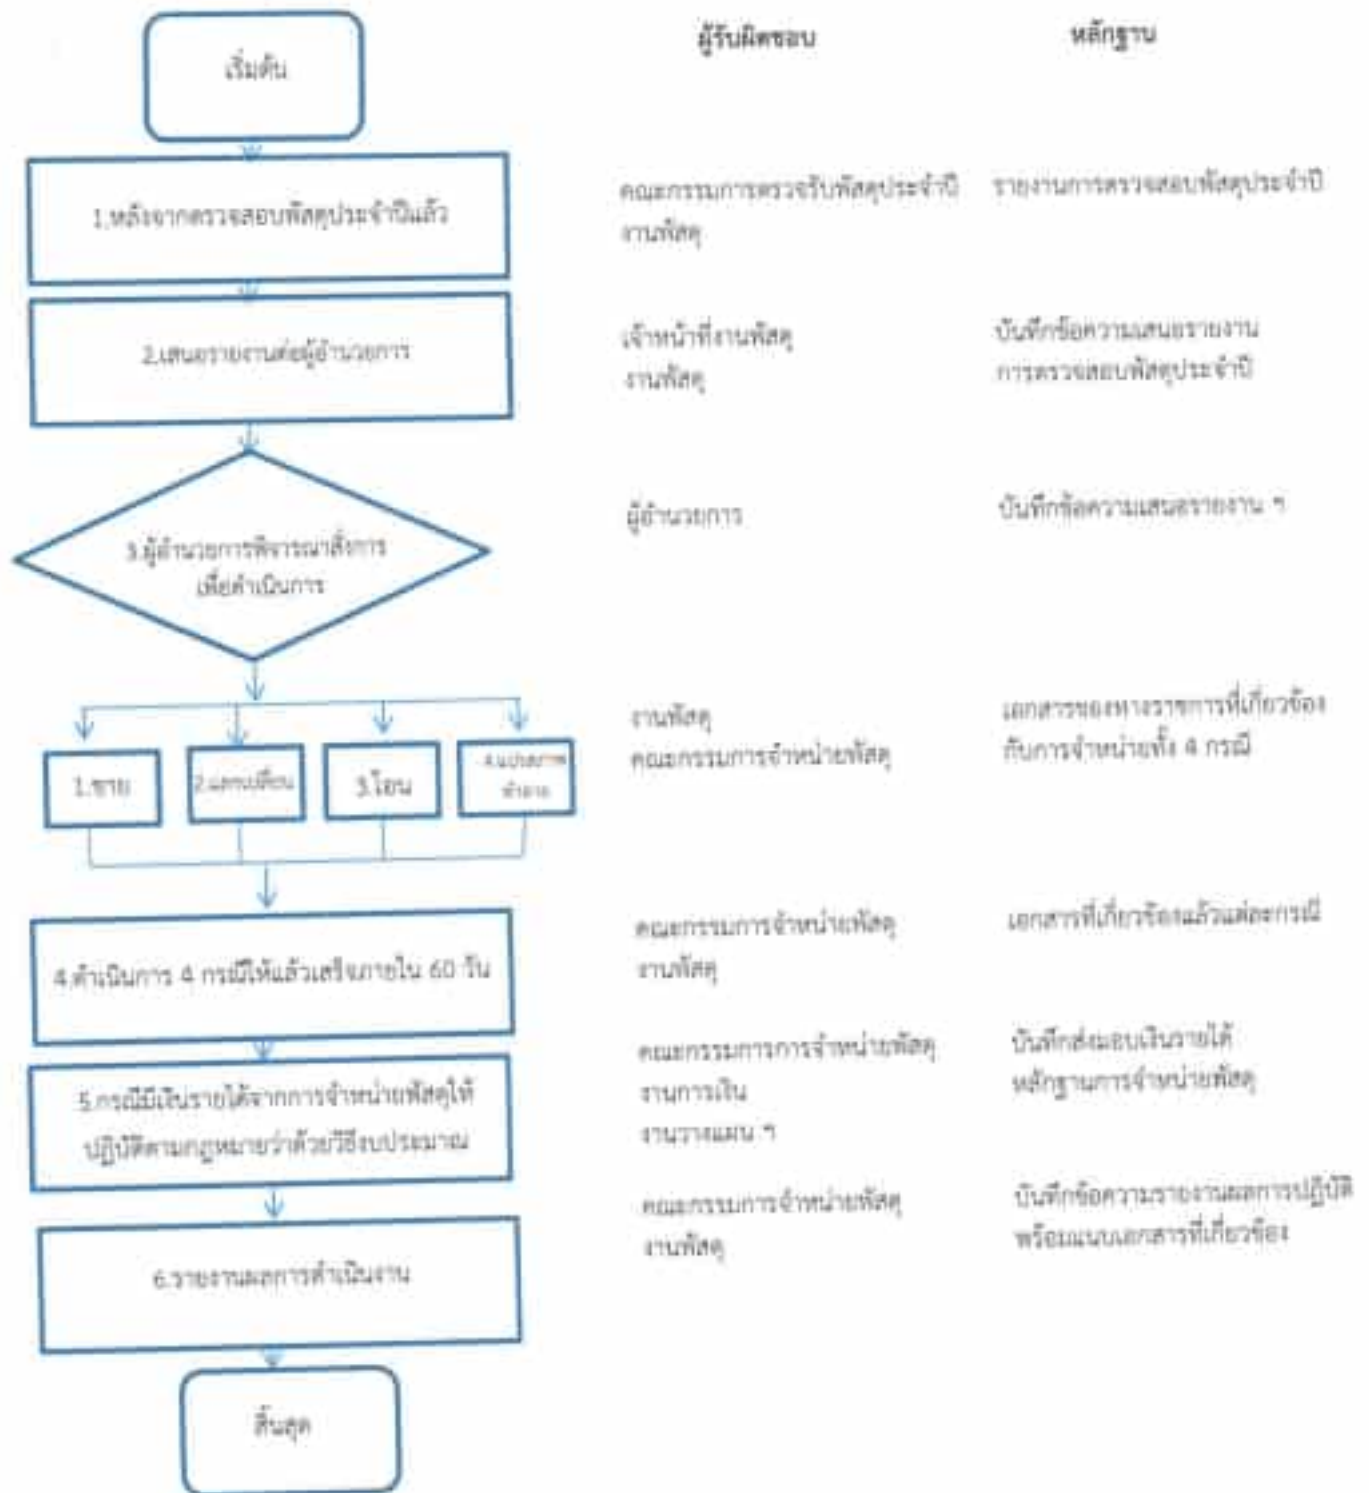 ผู้รับผิดชอบ
หลักฐาน
เริ่มต้น
1.หลังจากตรวจสอบพัสดุประจำปีแล้ว
คณะกรรมการตรวจรับพัสดุประจำปี
งานพัสดุ
รายงานการตรวจสอบพัสดุประจำปี
2.เสนอรายงานต่อผู้อำนวยการ
เจ้าหน้าที่งานพัสดุ
งานพัสดุ
บันทึกข้อความเสนอรายงาน
การตรวจสอบพัสดุประจำปี
3.ผู้อำนวยการพิจารณาสั่งการ
เพื่อดำเนินการ
ผู้อำนวยการ
บันทึกข้อความเสนอรายงาน ฯ
1.ขาย
2.แลกเปลี่ยน
3.โอน
4.แปรสภาพ
ทำลาย
งานพัสดุ
คณะกรรมการจำหน่ายพัสดุ
เอกสารของทางราชการที่เกี่ยวข้อง
กับการจำหน่ายทั้ง 4 กรณี
4.ดำเนินการ 4 กรณีให้แล้วเสร็จภายใน 60 วัน
คณะกรรมการจำหน่ายพัสดุ
งานพัสดุ
เอกสารที่เกี่ยวข้องแล้วแต่ละกรณี
5.กรณีมีเงินรายได้จากการจำหน่ายพัสดุให้
ปฏิบัติตามกฎหมายว่าด้วยวิธีงบประมาณ
คณะกรรมการการจำหน่ายพัสดุ
งานการเงิน
งานวางแผน ฯ
บันทึกส่งมอบเงินรายได้
หลักฐานการจำหน่ายพัสดุ
6.รายงานผลการดำเนินงาน
คณะกรรมการจำหน่ายพัสดุ
งานพัสดุ
บันทึกข้อความรายงานผลการปฏิบัติ
พร้อมแนบเอกสารที่เกี่ยวข้อง
สิ้นสุด